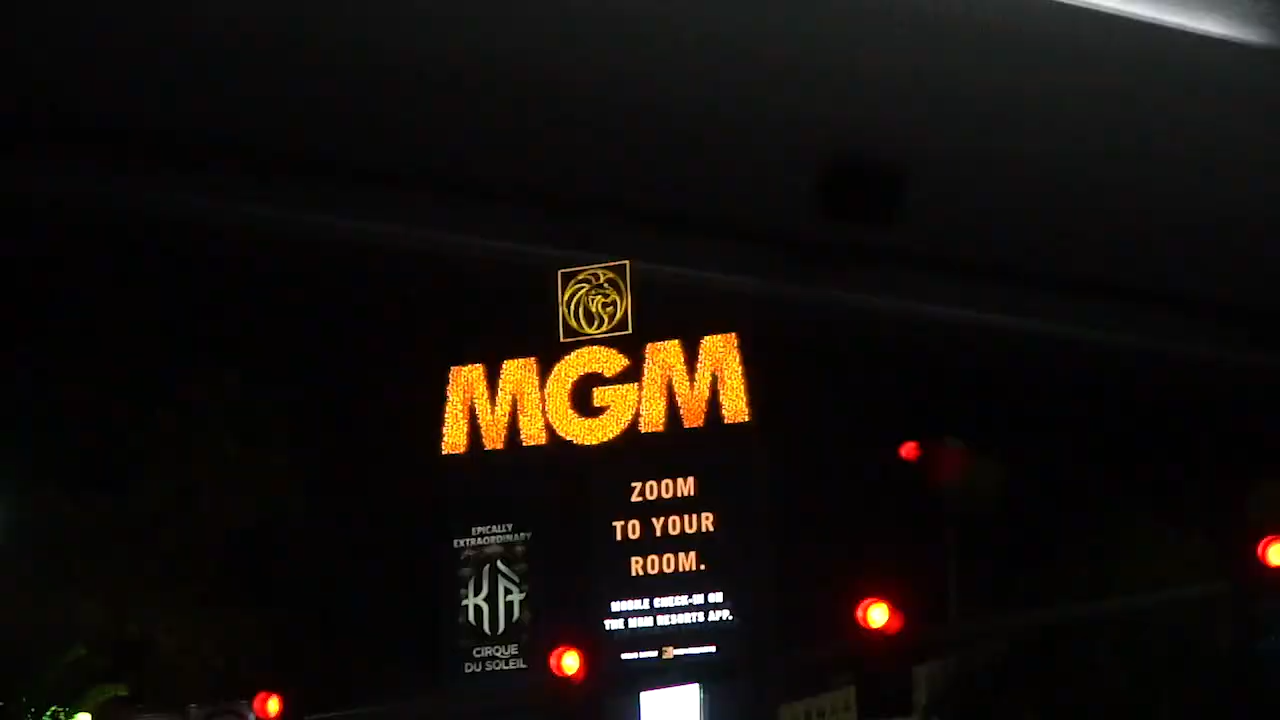 MGM
ZOOM
TO YOUR
ROOM.
MOBILE CHECK-IN ON
THE MGM RESORTS APP.
EPICALLY
EXTRAORDINARY
KÀ
CIRQUE
DU SOLEIL